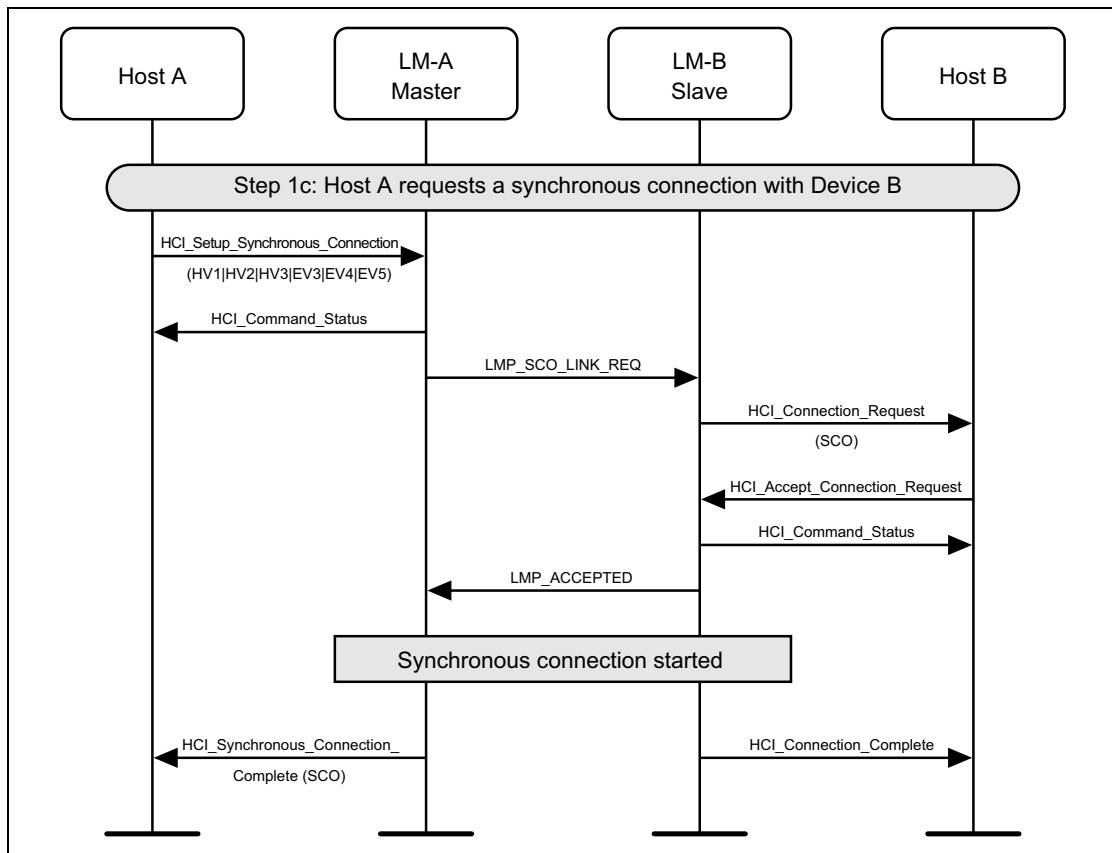 Host A
LM-A
Master
LM-B
Slave
Host B
Step 1c: Host A requests a synchronous connection with Device B
HCI_Setup_Synchronous_Connection
(HV1|HV2|HV3|EV3|EV4|EV5)
HCI_Command_Status
LMP_SCO_LINK_REQ
HCI_Connection_Request
(SCO)
HCI_Accept_Connection_Request
HCI_Command_Status
LMP_ACCEPTED
Synchronous connection started
HCI_Synchronous_Connection_
Complete (SCO)
HCI_Connection_Complete